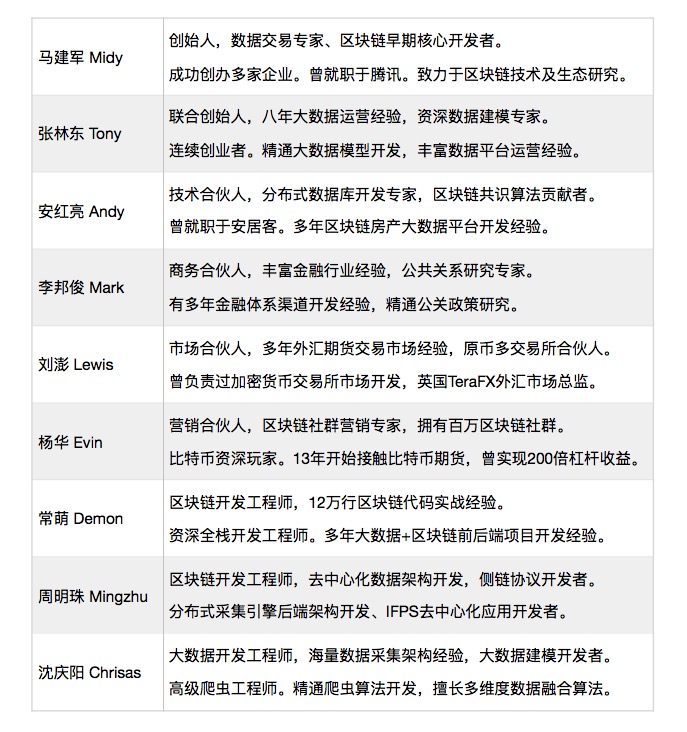 马建军 Midy
创始人，数据交易专家、区块链早期核心开发者。
成功创办多家企业。曾就职于腾讯。致力于区块链技术及生态研究。
张林东 Tony
联合创始人，八年大数据运营经验，资深数据建模专家。
连续创业者。精通大数据模型开发，丰富数据平台运营经验。
安红亮 Andy
技术合伙人，分布式数据库开发专家，区块链共识算法贡献者。
曾就职于安居客。多年区块链房产大数据平台开发经验。
李邦俊 Mark
商务合伙人，丰富金融行业经验，公共关系研究专家。
有多年金融体系渠道开发经验，精通公关政策研究。
刘澎 Lewis
市场合伙人，多年外汇期货交易市场经验，原币多交易所合伙人。
曾负责过加密货币交易所市场开发，英国TeraFX外汇市场总监。
杨华 Evin
营销合伙人，区块链社群营销专家，拥有百万区块链社群。
比特币资深玩家。13年开始接触比特币期货，曾实现200倍杠杆收益。
常萌 Demon
区块链开发工程师，12万行区块链代码实战经验。
资深全栈开发工程师。多年大数据+区块链前后端项目开发经验。
周明珠 Mingzhu
区块链开发工程师，去中心化数据架构开发，侧链协议开发者。
分布式采集引擎后端架构开发、IFPS去中心化应用开发者。
沈庆阳 Chrisas
大数据开发工程师，海量数据采集架构经验，大数据建模开发者。
高级爬虫工程师。精通爬虫算法开发，擅长多维度数据融合算法。